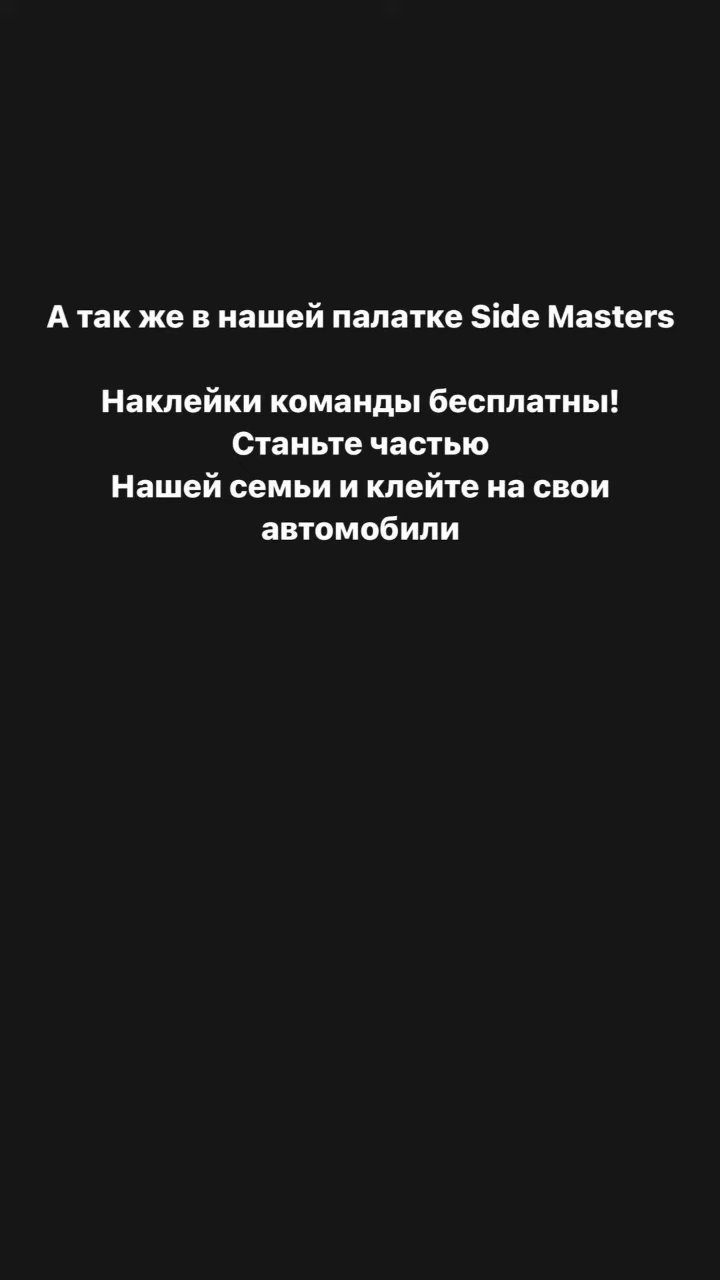 А так же в нашей палатке Side Masters
Наклейки команды бесплатны!
Станьте частью
Нашей семьи и клейте на свои
автомобили